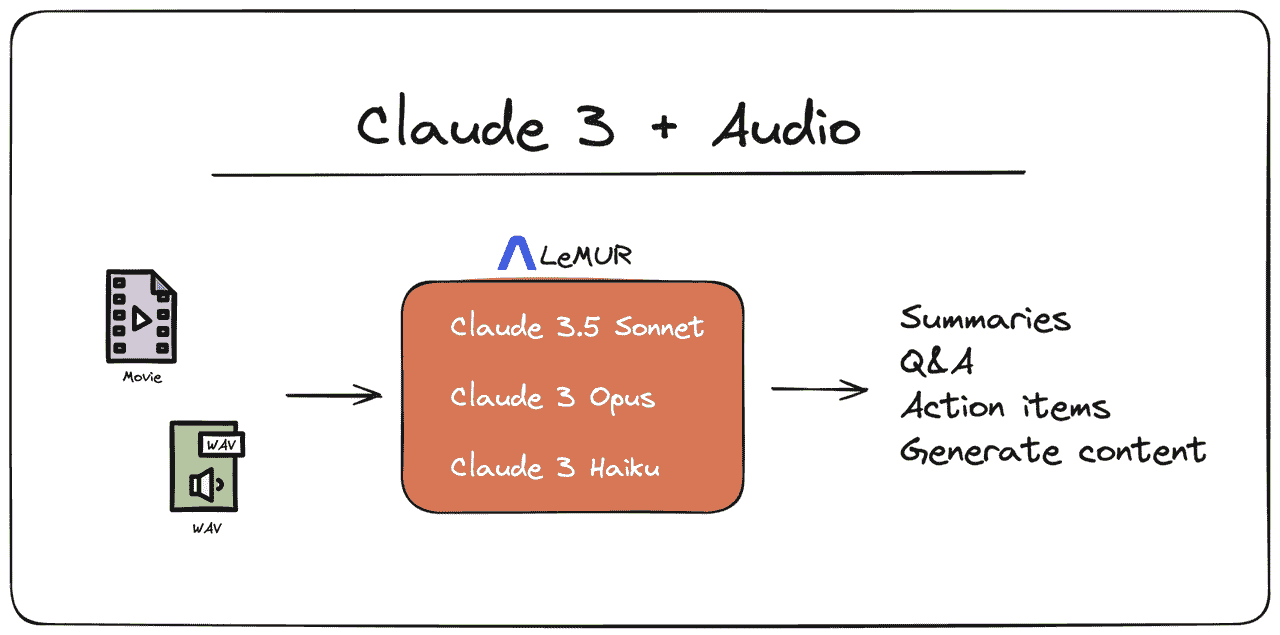 Claude 3 + Audio
LeMUR
Movie
WAV
WAV
Claude 3.5 Sonnet
Claude 3 Opus
Claude 3 Haiku
Summaries
Q&A
Action items
Generate content